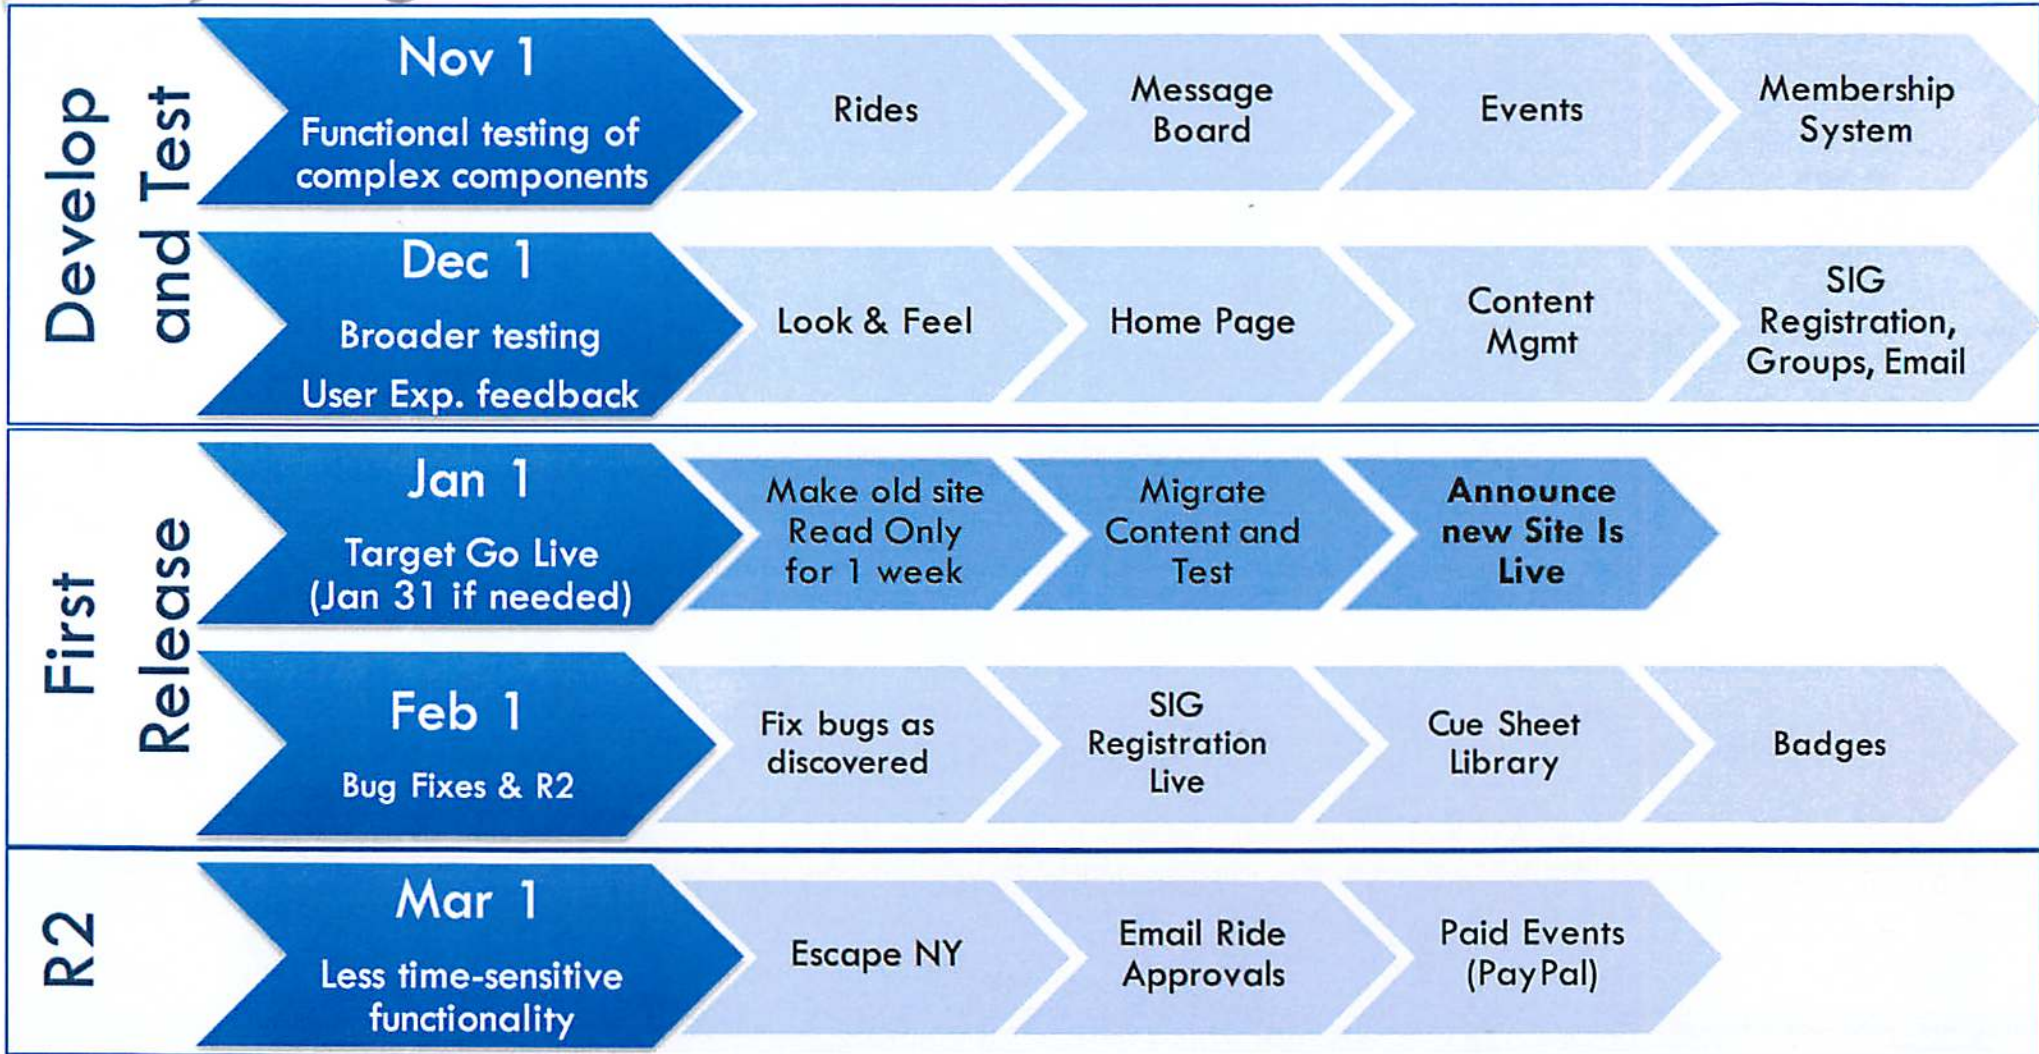 Develop
and Test
Nov 1
Functional testing of
complex components
Rides
Message
Board
Events
Membership
System
Dec 1
Broader testing
User Exp. feedback
Look & Feel
Home Page
Content
Mgmt
SIG
Registration,
Groups, Email
First
Release
Jan 1
Target Go Live
(Jan 31 if needed)
Make old site
Read Only
for 1 week
Migrate
Content and
Test
Announce
new Site Is
Live
Feb 1
Bug Fixes & R2
Fix bugs as
discovered
SIG
Registration
Live
Cue Sheet
Library
Badges
R2
Mar 1
Less time-sensitive
functionality
Escape NY
Email Ride
Approvals
Paid Events
(PayPal)